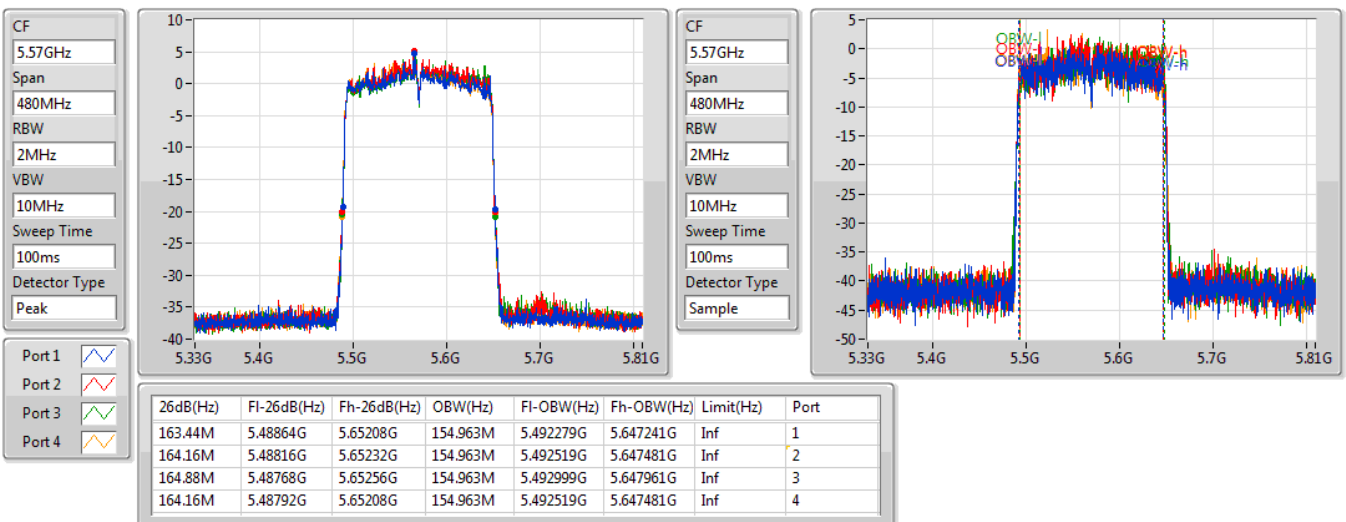 CF
5.57GHz
Span
480MHz
RBW
2MHz
VBW
10MHz
Sweep Time
100ms
Detector Type
Peak
10
5
0
-5
-10
-15
-20
-25
-30
-35
-40
5.33G 5.4G 5.5G 5.6G 5.7G 5.81G
CF
5.57GHz
Span
480MHz
RBW
2MHz
VBW
10MHz
Sweep Time
100ms
Detector Type
Sample
5
0
-5
-10
-15
-20
-25
-30
-35
-40
-45
-50
OBW-l
OBW-h
5.33G 5.4G 5.5G 5.6G 5.7G 5.81G
Port 1
Port 2
Port 3
Port 4
26dB(Hz) Fl-26dB(Hz) Fh-26dB(Hz) OBW(Hz) Fl-OBW(Hz) Fh-OBW(Hz) Limit(Hz) Port
163.44M 5.48864G 5.65208G 154.963M 5.492279G 5.647241G Inf 1
164.16M 5.48816G 5.65232G 154.963M 5.492519G 5.647481G Inf 2
164.88M 5.48768G 5.65256G 154.963M 5.492999G 5.647961G Inf 3
164.16M 5.48792G 5.65208G 154.963M 5.492519G 5.647481G Inf 4